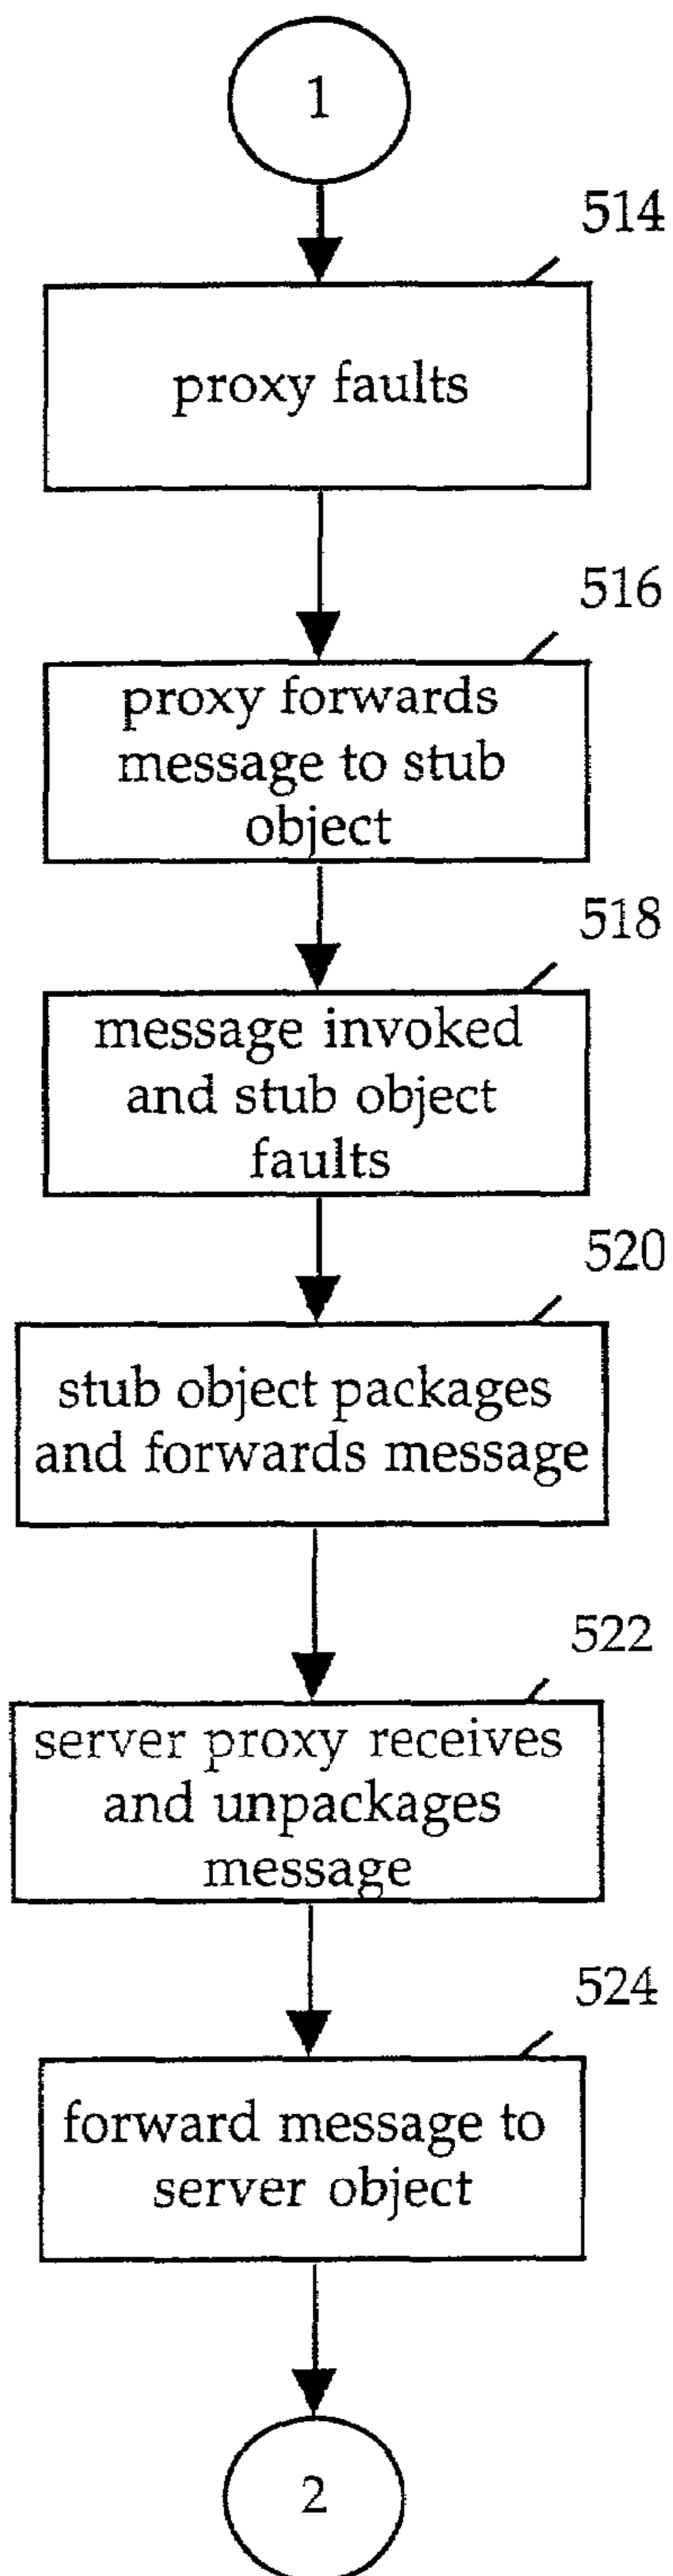 1
514
proxy faults
516
proxy forwards
message to stub
object
518
message invoked
and stub object
faults
520
stub object packages
and forwards message
522
server proxy receives
and unpackages
message
524
forward message to
server object
2